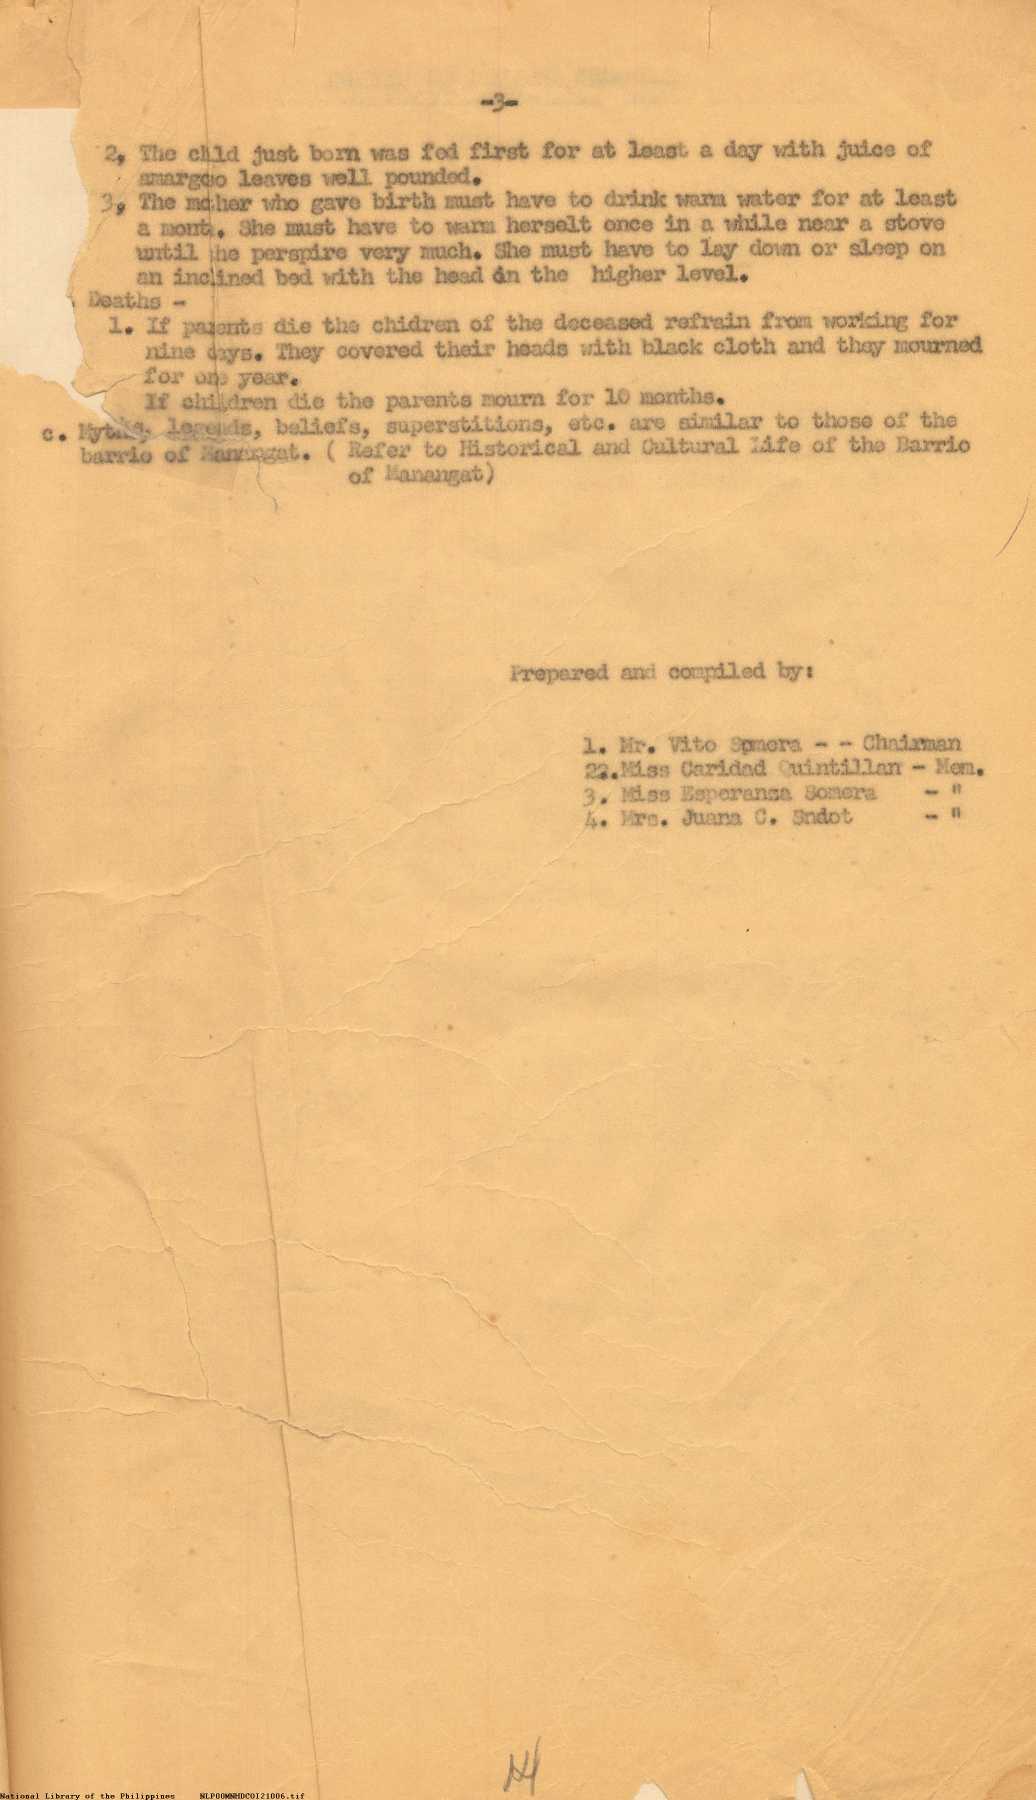 -3-
2, The child just born was fed first for at least a day with juice of
amargoso leaves well pounded.
3, The mother who gave birth must have to drink warm water for at least
a month. She must have to warm herselt once in a while near a stove
until she perspire very much. She must have to lay down or sleep on
an inclined bed with the head in the higher level.
Deaths -
1. If parents die the chidren of the deceased refrain from working for
nine days. They covered their heads with black cloth and they mourned
for one year.
If children die the parents mourn for 10 months.
c. Myths, legends, beliefs, superstitions, etc. are similar to those of the
barrio of Manangat. ( Refer to Historical and Cultural Life of the Barrio
of Manangat)
Prepared and compiled by:
1. Mr. Vito Somera - - Chairman
22.Miss Caridad Quintillan - Mem.
3. Miss Esperanza Somera - "
4. Mrs. Juana C. Sndot - "
National Library of the Philippines NLP00MNHDCOI21006.tif